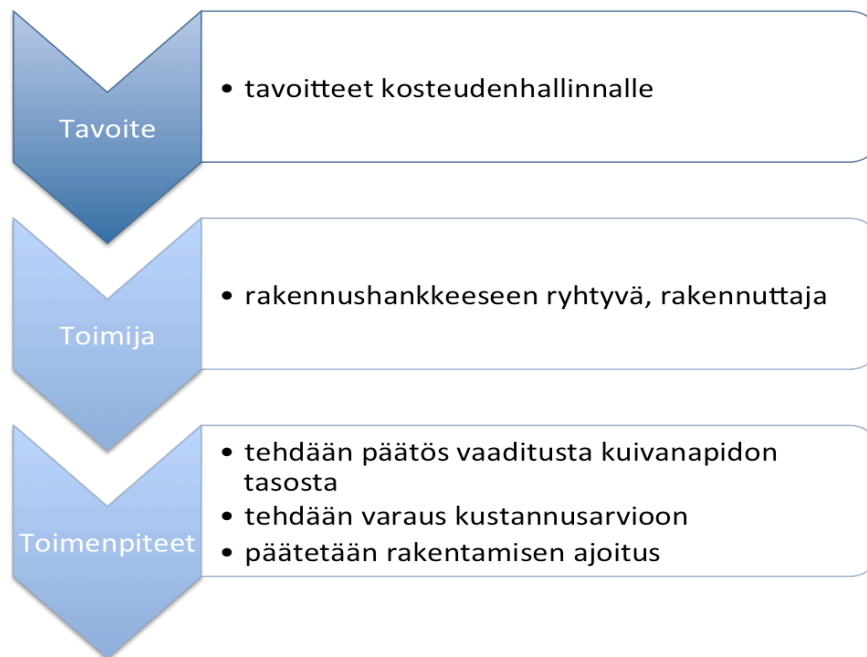 Tavoite
• tavoitteet kosteudenhallinnalle
Toimija
• rakennushankkeeseen ryhtyvä, rakennuttaja
Toimenpiteet
• tehdään päätös vaaditusta kuivanapidon
tasosta
• tehdään varaus kustannusarvioon
• päätetään rakentamisen ajoitus